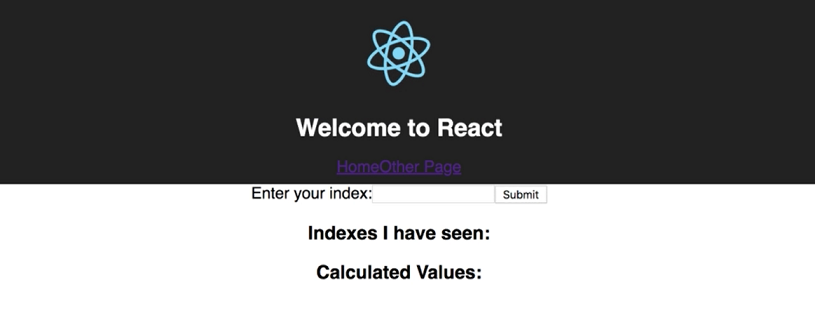 Welcome to React
HomeOther Page
Enter your index: Submit
Indexes I have seen:
Calculated Values: